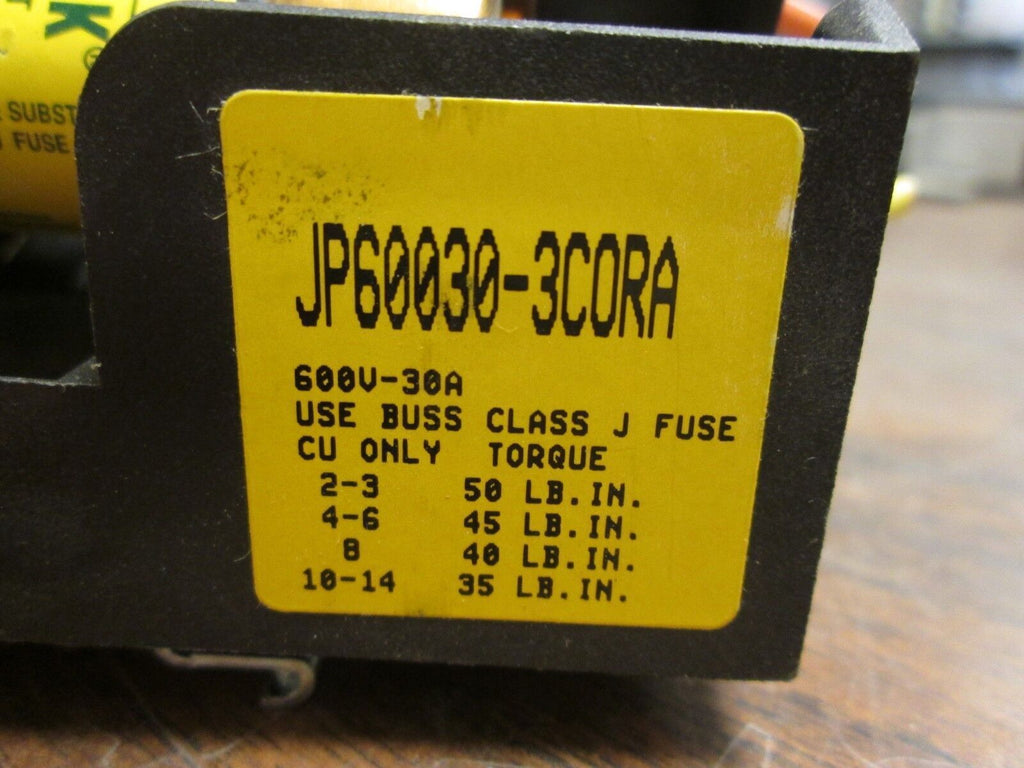 K®
SUBST
FUSE
JP60030-3CORA
600V-30A
USE BUSS CLASS J FUSE
CU ONLY TORQUE
2-3 50 LB.IN.
4-6 45 LB.IN.
8 40 LB.IN.
10-14 35 LB.IN.